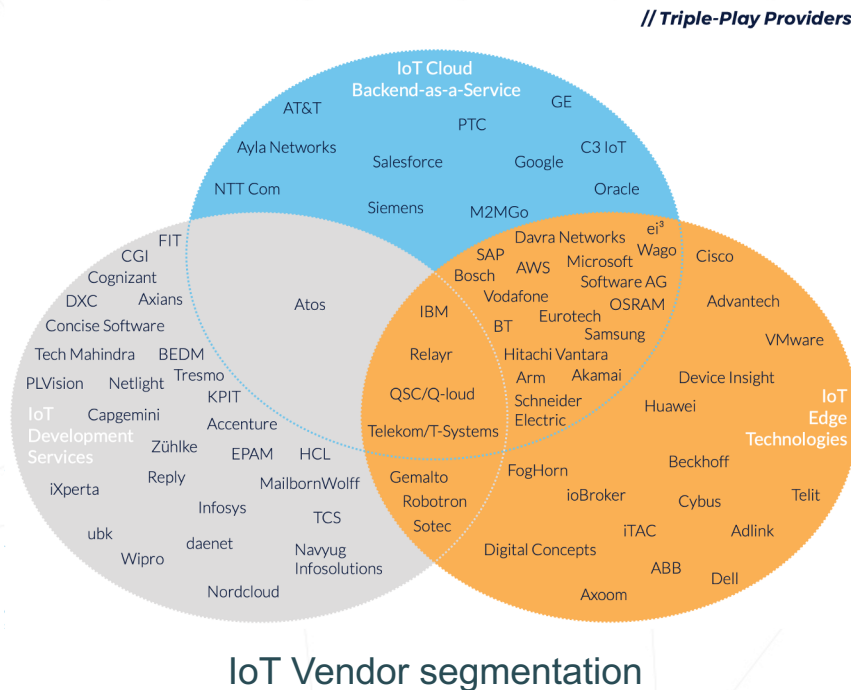 // Triple-Play Providers
IoT Cloud
Backend-as-a-Service
AT&T
GE
PTC
Ayla Networks
C3 IoT
Salesforce
Google
NTT Com
Oracle
Siemens
M2MGo
FIT
CGI
Cognizant
DXC
Axians
Concise Software
Tech Mahindra
BEDM
Tresmo
PLVision
Netlight
KPIT
IoT
Development
Services
Capgemini
Accenture
Zühlke
EPAM
HCL
Reply
MailbornWolff
iXperta
Infosys
TCS
ubk
daenet
Wipro
Navyug
Infosolutions
Nordcloud
Atos
IBM
Relayr
QSC/Q-loud
Telekom/T-Systems
Gemalto
Robotron
Sotec
ei³
Davra Networks
Wago
SAP
AWS
Microsoft
Bosch
Software AG
Vodafone
OSRAM
Eurotech
BT
Samsung
Hitachi Vantara
Arm
Akamai
Schneider
Electric
Cisco
Advantech
VMware
Device Insight
Huawei
IoT
Edge
Technologies
Beckhoff
FogHorn
ioBroker
Cybus
Telit
iTAC
Adlink
Digital Concepts
ABB
Dell
Axoom
IoT Vendor segmentation